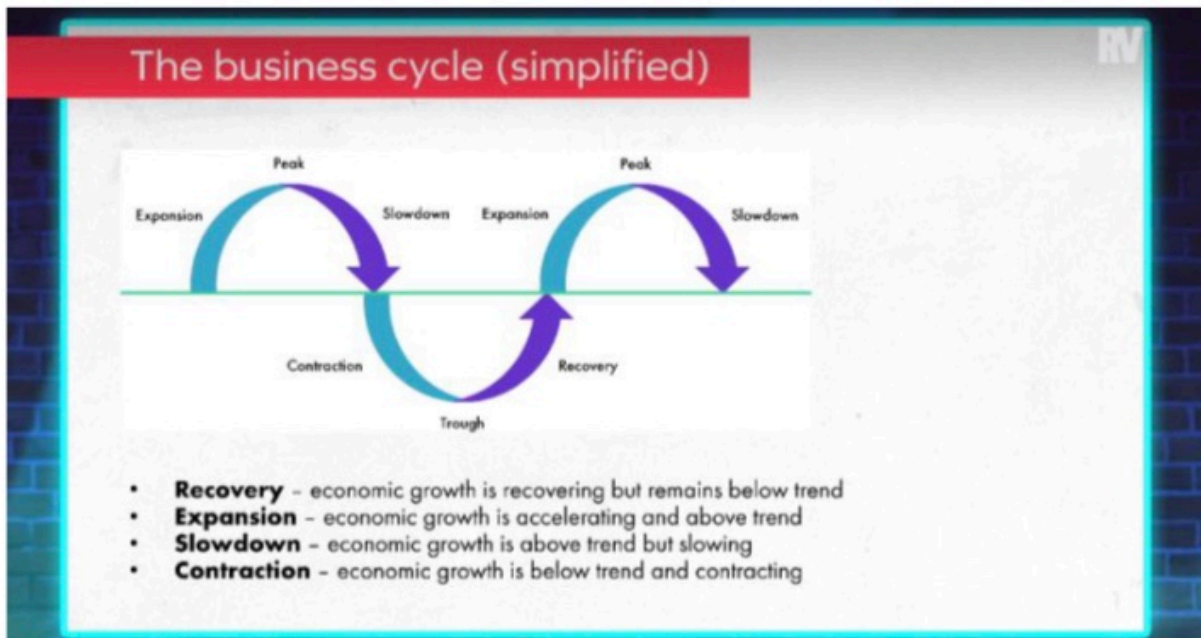 RV
The business cycle (simplified)
Peak Peak
Expansion Slowdown Expansion Slowdown
Contraction Recovery
Trough
• Recovery – economic growth is recovering but remains below trend
• Expansion – economic growth is accelerating and above trend
• Slowdown – economic growth is above trend but slowing
• Contraction – economic growth is below trend and contracting